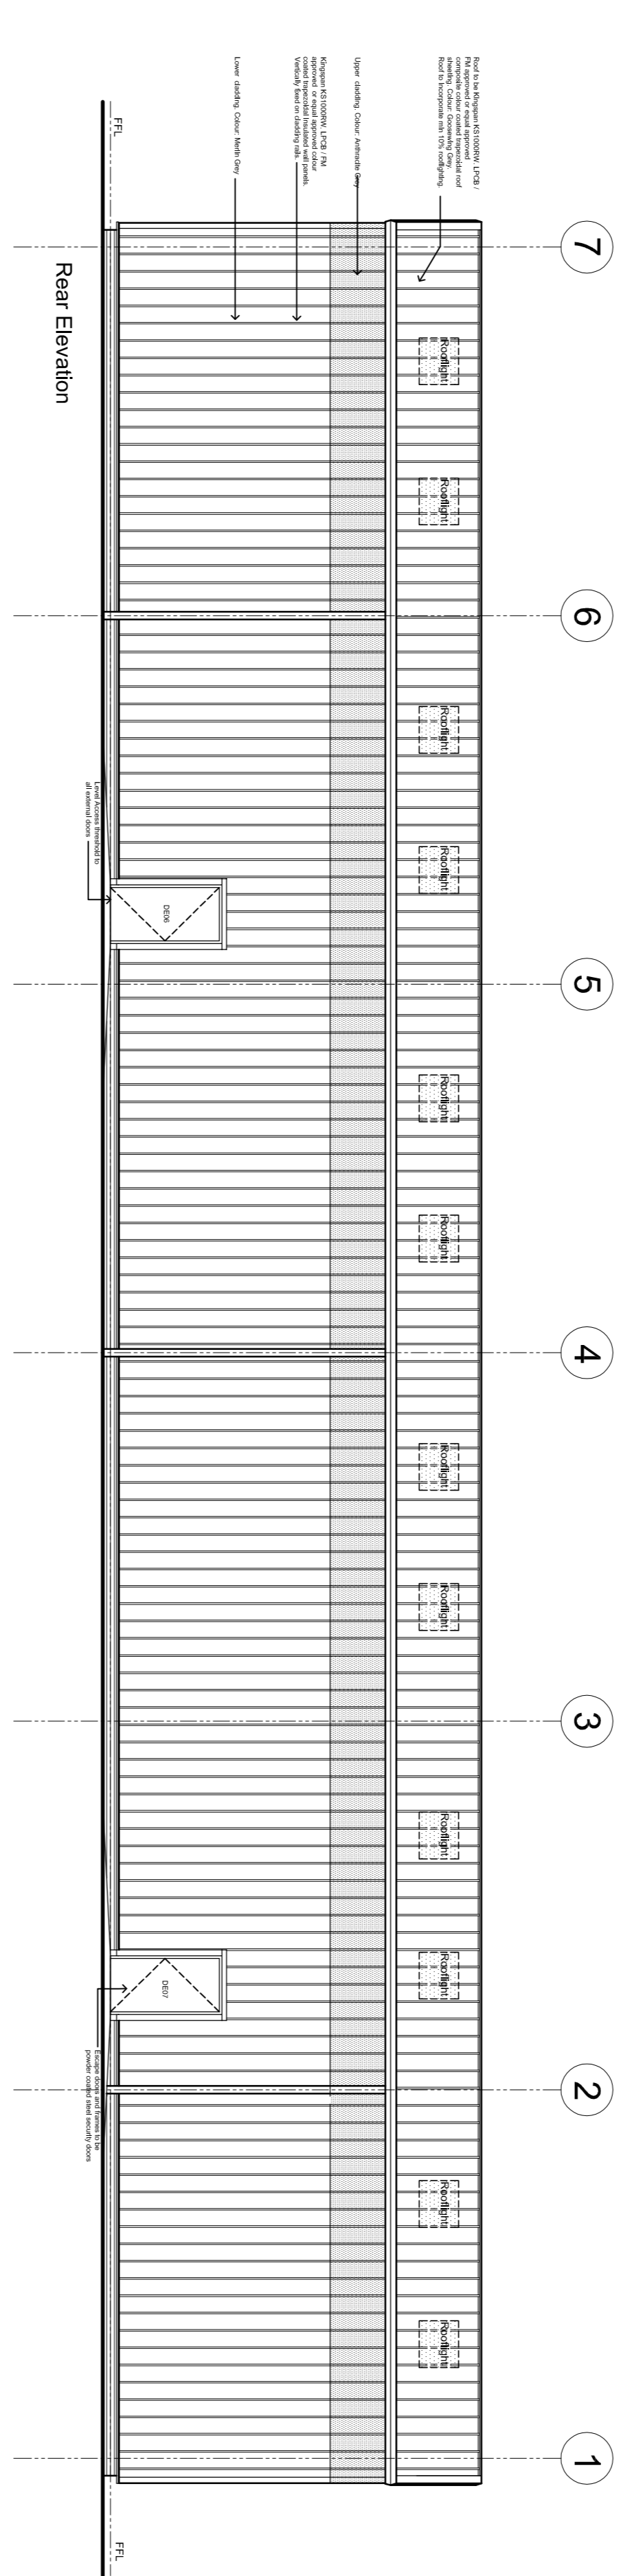 7
6
5
4
3
2
1
Roof to be Kingspan KS1000RW. LPCB /
FM approved or equal approved
composite colour coated trapezoidal roof
sheeting. Colour: Goosewing Grey.
Roof to incorporate min 10% rooflighting.
Rooflight
Rooflight
Rooflight
Rooflight
Rooflight
Rooflight
Rooflight
Rooflight
Rooflight
Rooflight
Rooflight
Rooflight
Upper cladding. Colour: Anthracite Grey
Kingspan KS1000RW. LPCB / FM
approved or equal approved colour
coated trapezoidal insulated wall panels.
Vertically fixed on cladding rails.
Lower cladding. Colour: Merlin Grey
DE06
DE07
FFL
FFL
Level Access threshold to
all external doors
Escape doors and frames to be
powder coated steel security doors
Rear Elevation